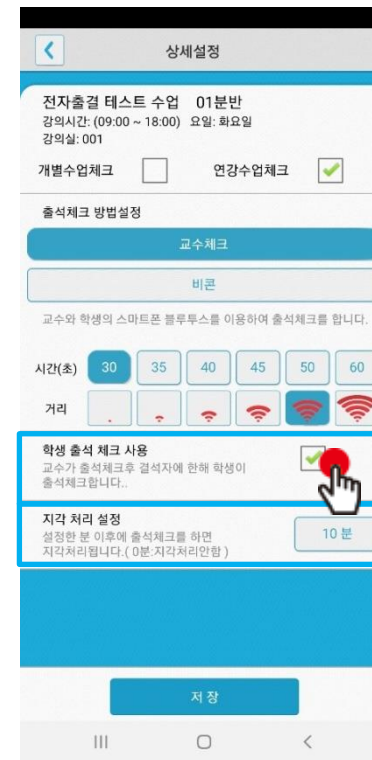 상세설정
전자출결 테스트 수업 01분반
강의시간: (09:00 ~ 18:00) 요일: 화요일
강의실: 001
개별수업체크 연강수업체크
출석체크 방법설정
교수체크
비콘
교수와 학생의 스마트폰 블루투스를 이용하여 출석체크를 합니다.
시간(초) 30 35 40 45 50 60
거리
학생 출석 체크 사용
교수가 출석체크후 결석자에 한해 학생이
출석체크합니다..
지각 처리 설정
설정한 분 이후에 출석체크를 하면
지각처리됩니다.( 0분:지각처리안함 )
10 분
저 장